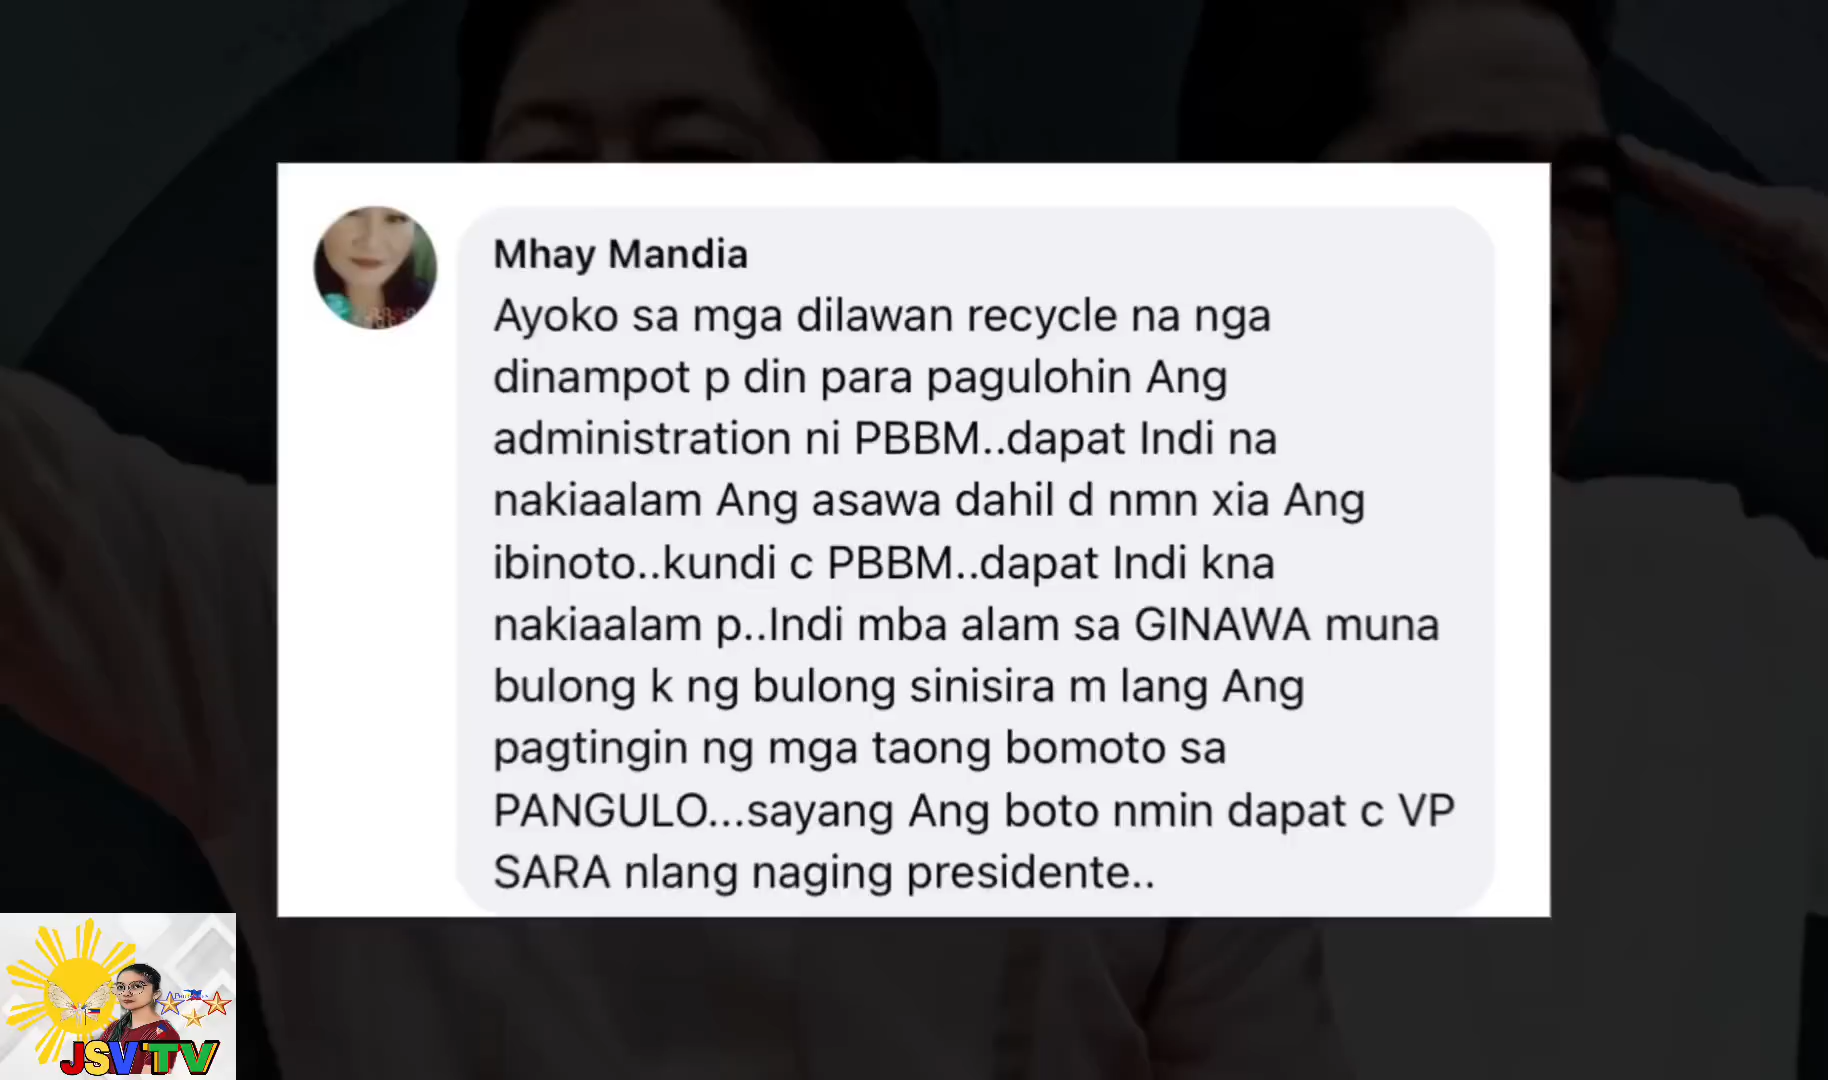 Mhay Mandia
Ayoko sa mga dilawan recycle na nga
dinampot p din para pagulohin Ang
administration ni PBBM..dapat Indi na
nakiaalam Ang asawa dahil d nmn xia Ang
ibinoto..kundi c PBBM..dapat Indi kna
nakiaalam p..Indi mba alam sa GINAWA muna
bulong k ng bulong sinisira m lang Ang
pagtingin ng mga taong bomoto sa
PANGULO...sayang Ang boto nmin dapat c VP
SARA nlang naging presidente..
JSV TV